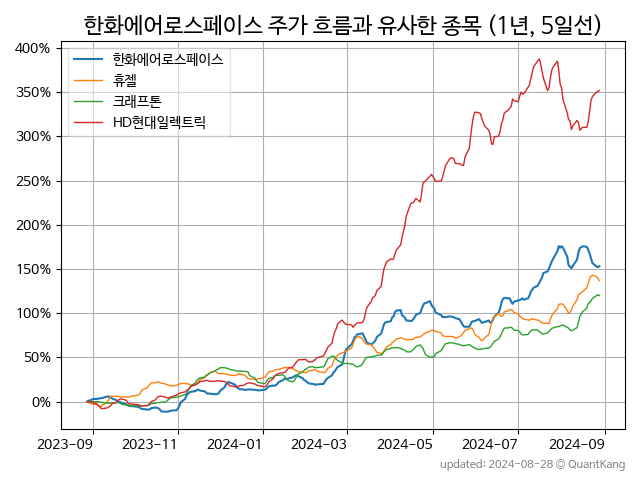 한화에어로스페이스 주가 흐름과 유사한 종목 (1년, 5일선)
400%
350%
300%
250%
200%
150%
100%
50%
0%
한화에어로스페이스
휴젤
크래프톤
HD현대일렉트릭
2023-09 2023-11 2024-01 2024-03 2024-05 2024-07 2024-09
updated: 2024-08-28 © QuantKang